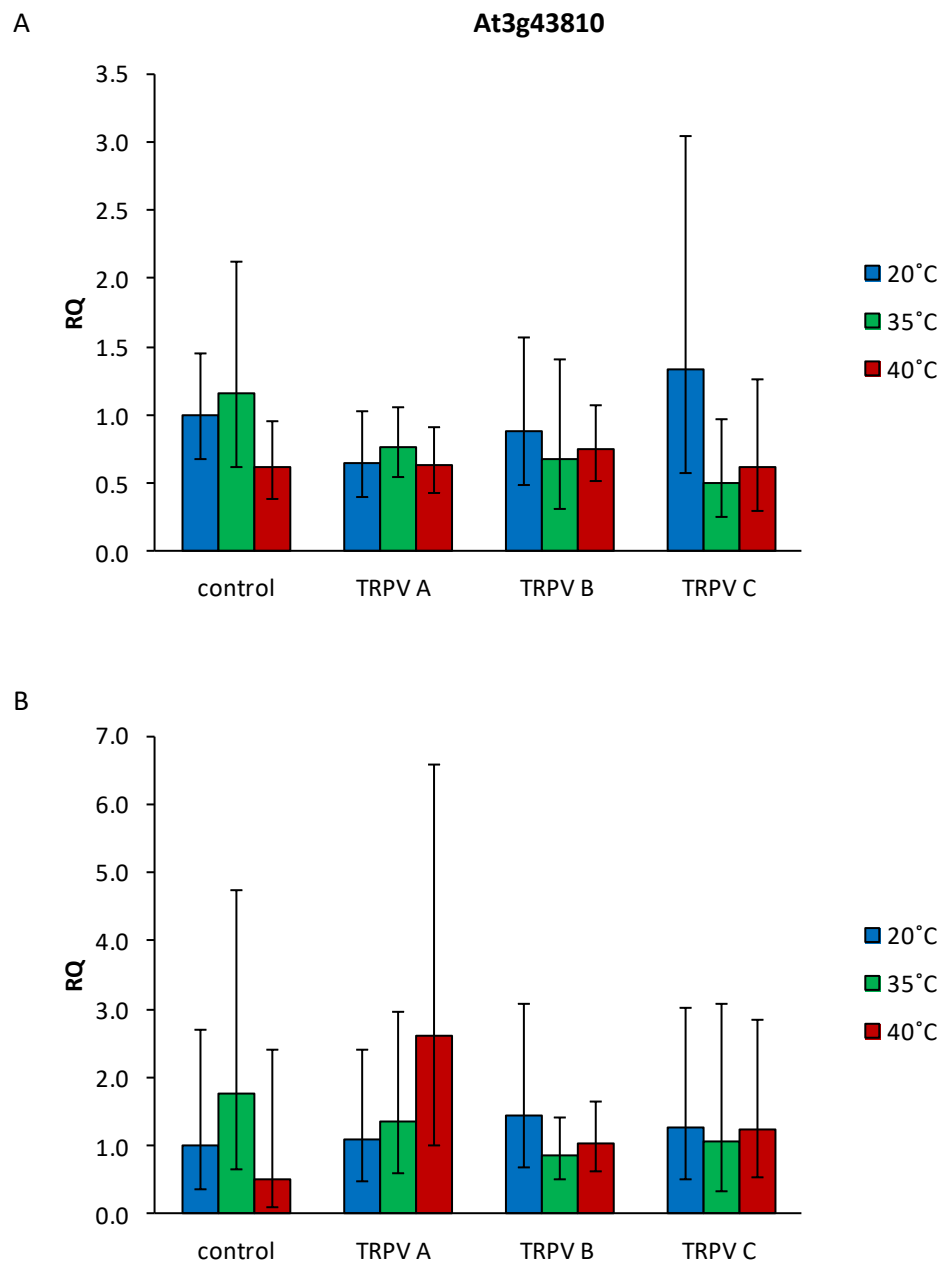 A
At3g43810
3.5
3.0
2.5
2.0
1.5
1.0
0.5
0.0
RQ
20˚C
35˚C
40˚C
control TRPV A TRPV B TRPV C
B
7.0
6.0
5.0
4.0
3.0
2.0
1.0
0.0
RQ
20˚C
35˚C
40˚C
control TRPV A TRPV B TRPV C